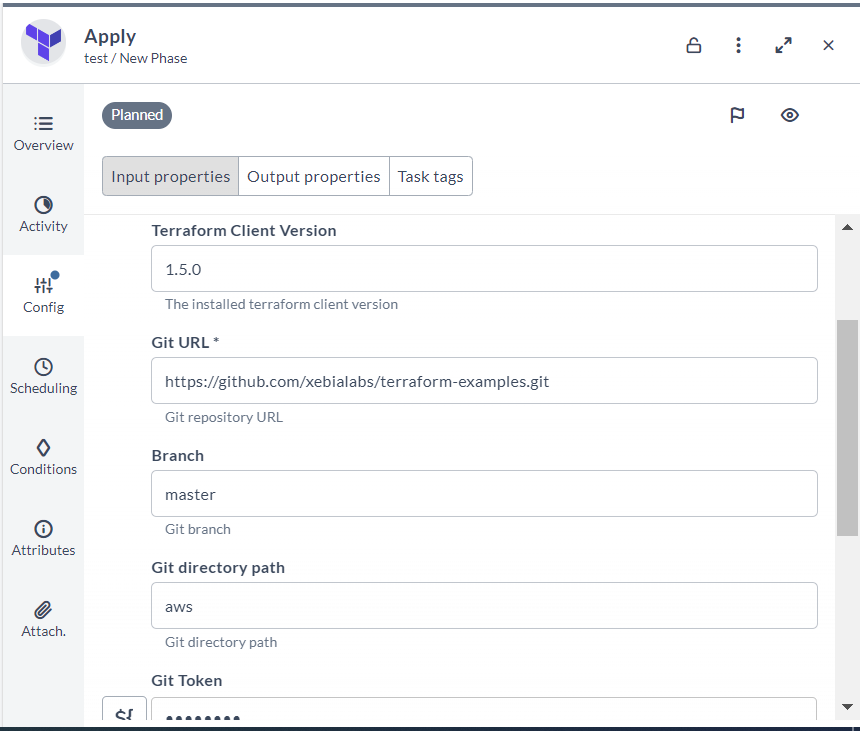 Apply
test / New Phase
Planned
Overview
Activity
Config
Scheduling
Conditions
Attributes
Attach.
Input properties
Output properties
Task tags
Terraform Client Version
1.5.0
The installed terraform client version
Git URL *
https://github.com/xebialabs/terraform-examples.git
Git repository URL
Branch
master
Git branch
Git directory path
aws
Git directory path
Git Token
${
••••••••